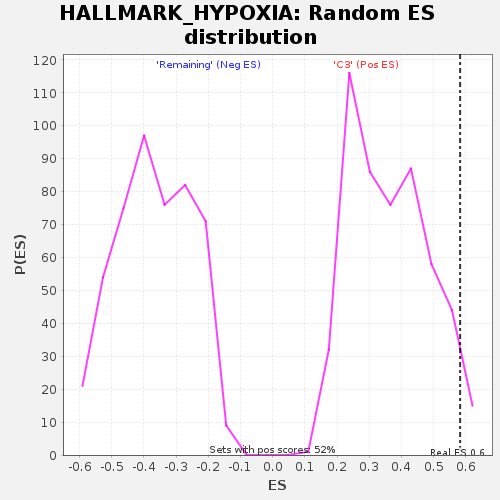 HALLMARK_HYPOXIA: Random ES
distribution
'Remaining' (Neg ES)
'C3' (Pos ES)
P(ES)
120
110
100
90
80
70
60
50
40
30
20
10
0
Sets with pos scores: 52%
Real ES 0.6
-0.6 -0.5 -0.4 -0.3 -0.2 -0.1 0.0 0.1 0.2 0.3 0.4 0.5 0.6
ES